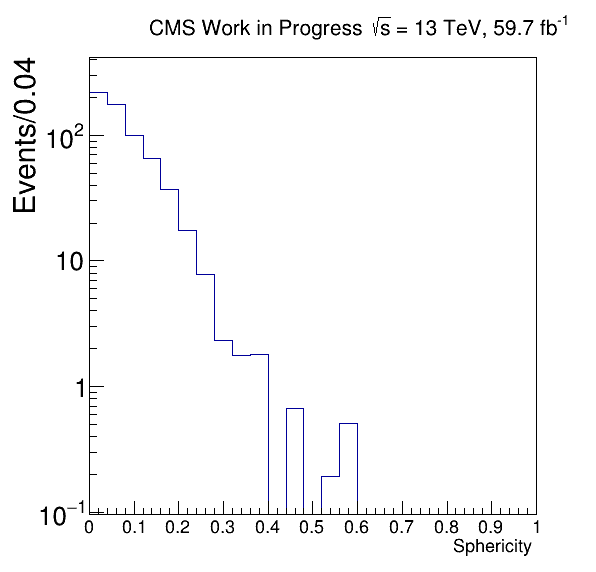 CMS Work in Progress √s = 13 TeV, 59.7 fb⁻¹
Events/0.04
10²
10
1
10⁻¹
0 0.1 0.2 0.3 0.4 0.5 0.6 0.7 0.8 0.9 1
Sphericity